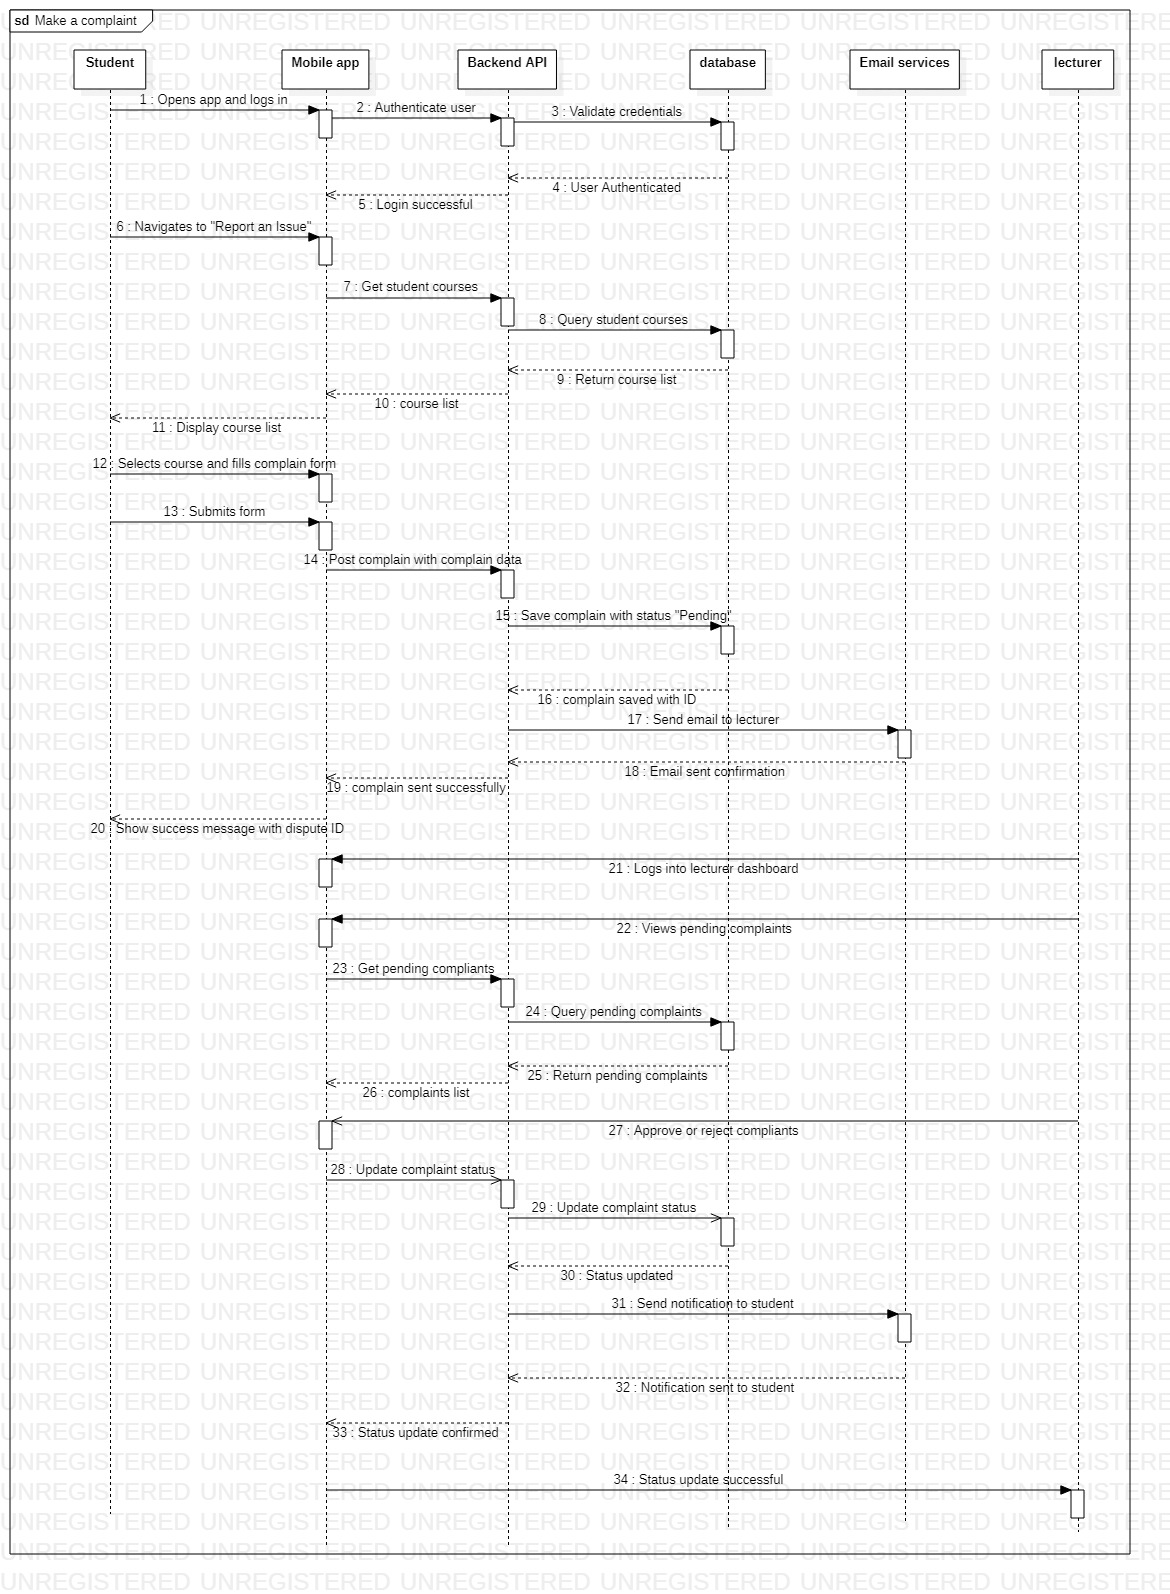 sd Make a complaint
Student
Mobile app
Backend API
database
Email services
lecturer
1 : Opens app and logs in
2 : Authenticate user
3 : Validate credentials
4 : User Authenticated
5 : Login successful
6 : Navigates to "Report an Issue"
7 : Get student courses
8 : Query student courses
9 : Return course list
10 : course list
11 : Display course list
12 : Selects course and fills complain form
13 : Submits form
14 : Post complain with complain data
15 : Save complain with status "Pending"
16 : complain saved with ID
17 : Send email to lecturer
18 : Email sent confirmation
19 : complain sent successfully
20 : Show success message with dispute ID
21 : Logs into lecturer dashboard
22 : Views pending complaints
23 : Get pending compliants
24 : Query pending complaints
25 : Return pending complaints
26 : complaints list
27 : Approve or reject compliants
28 : Update complaint status
29 : Update complaint status
30 : Status updated
31 : Send notification to student
32 : Notification sent to student
33 : Status update confirmed
34 : Status update successful
UNREGISTERED